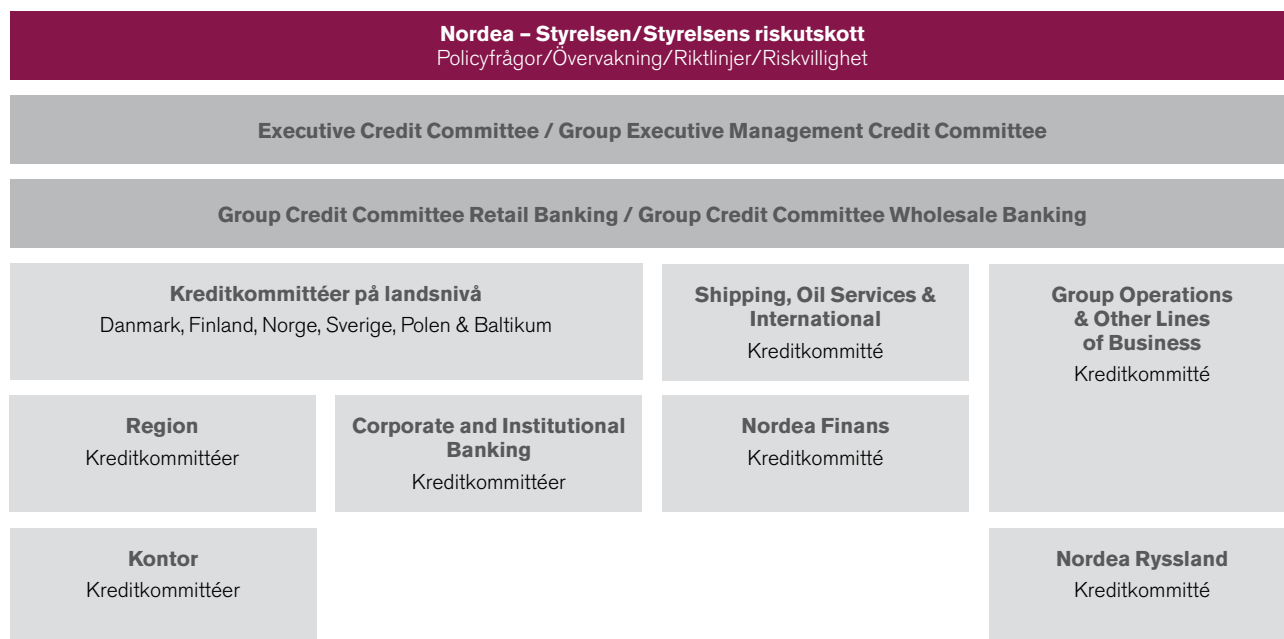 Nordea – Styrelsen/Styrelsens riskutskott
Policyfrågor/Övervakning/Riktlinjer/Riskvillighet
Executive Credit Committee / Group Executive Management Credit Committee
Group Credit Committee Retail Banking / Group Credit Committee Wholesale Banking
Kreditkommittéer på landsnivå
Danmark, Finland, Norge, Sverige, Polen & Baltikum
Shipping, Oil Services &
International
Kreditkommitté
Group Operations
& Other Lines
of Business
Kreditkommitté
Region
Kreditkommittéer
Corporate and Institutional
Banking
Kreditkommittéer
Nordea Finans
Kreditkommitté
Kontor
Kreditkommittéer
Nordea Ryssland
Kreditkommitté